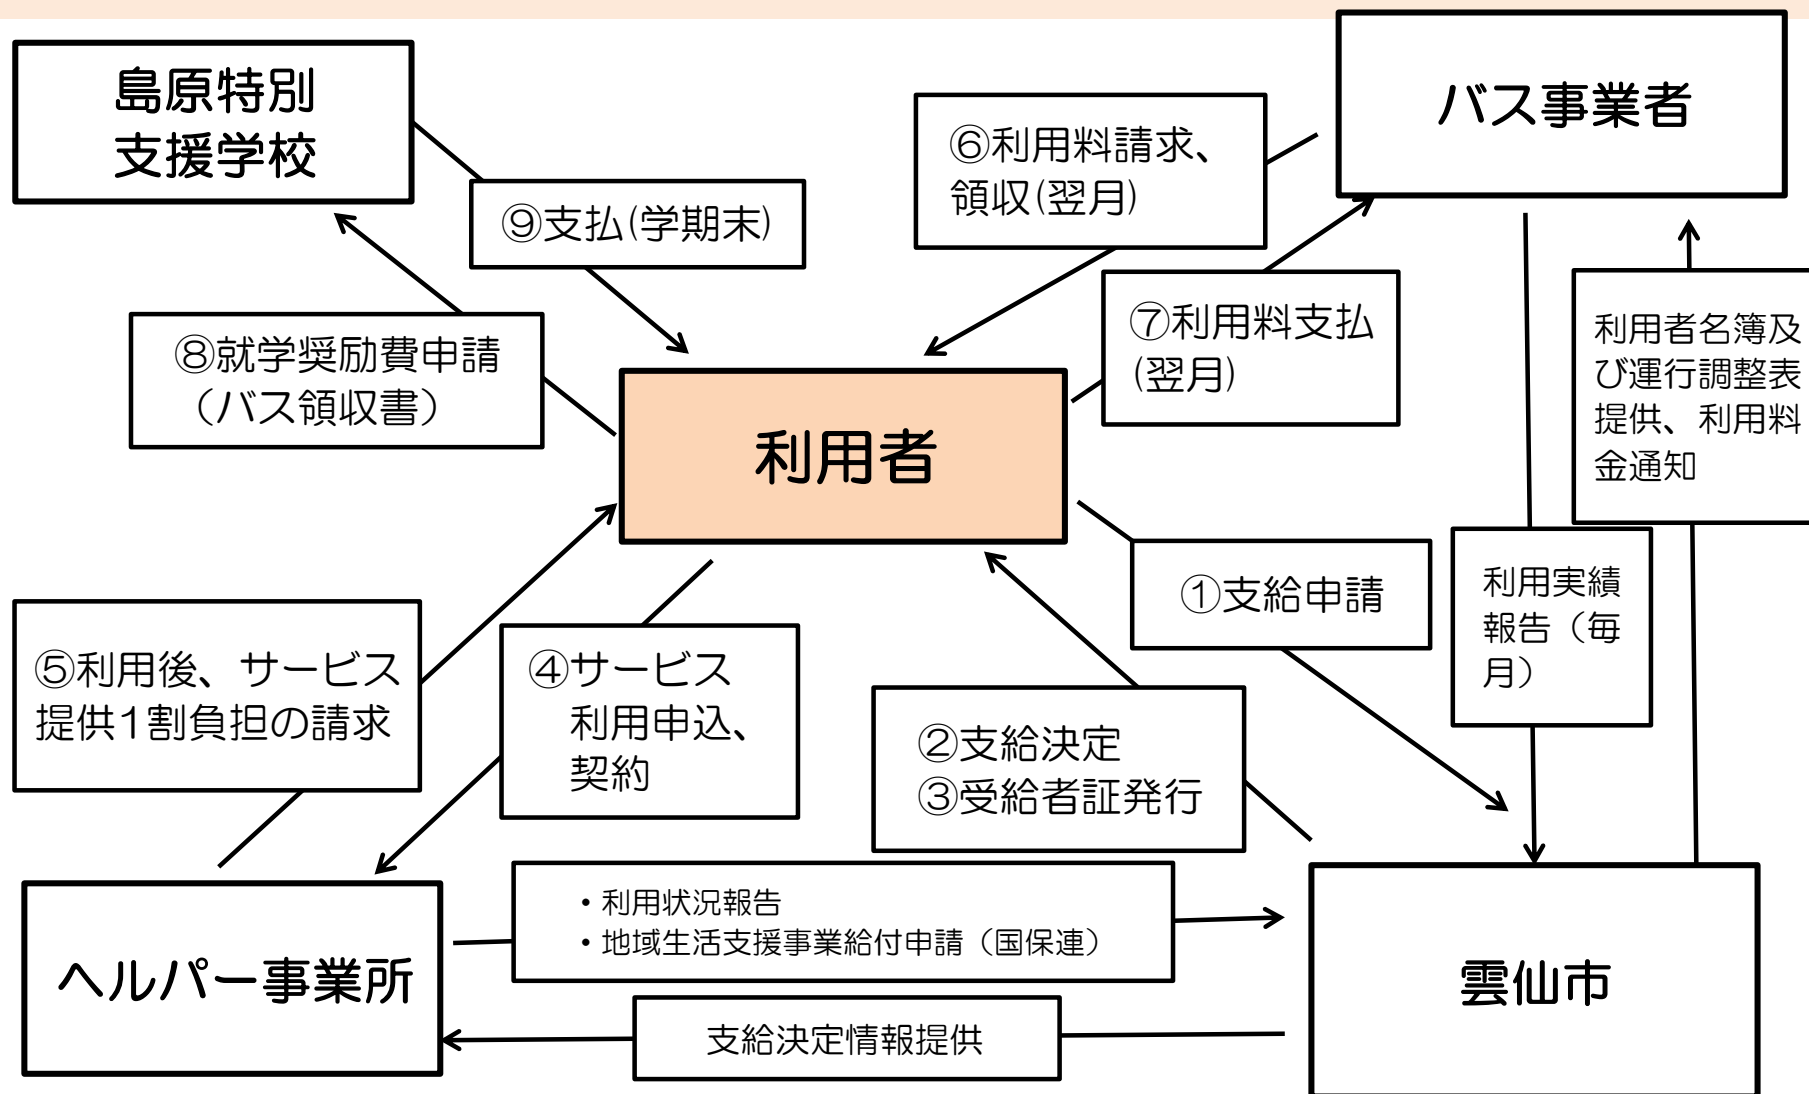 島原特別
支援学校
バス事業者
⑥利用料請求、
領収(翌月)
⑨支払(学期末)
⑦利用料支払
(翌月)
⑧就学奨励費申請
（バス領収書）
利用者名簿及
び運行調整表
提供、利用料
金通知
利用者
①支給申請
利用実績
報告（毎
月）
⑤利用後、サービス
提供1割負担の請求
④サービス
利用申込、
契約
②支給決定
③受給者証発行
・利用状況報告
・地域生活支援事業給付申請（国保連）
ヘルパー事業所
雲仙市
支給決定情報提供